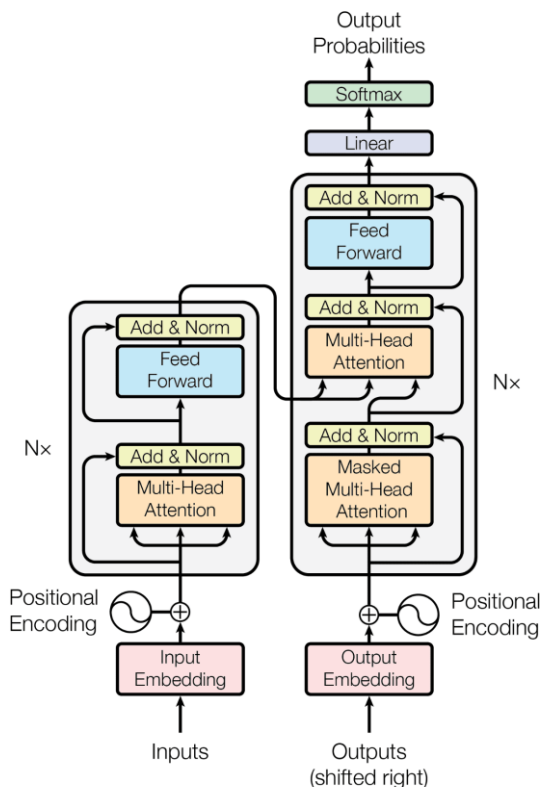 Output
Probabilities
Softmax
Linear
Add & Norm
Feed
Forward
Add & Norm
Multi-Head
Attention
Add & Norm
Masked
Multi-Head
Attention
N×
Add & Norm
Feed
Forward
Add & Norm
Multi-Head
Attention
N×
Positional
Encoding
Positional
Encoding
Input
Embedding
Output
Embedding
Inputs
Outputs
(shifted right)